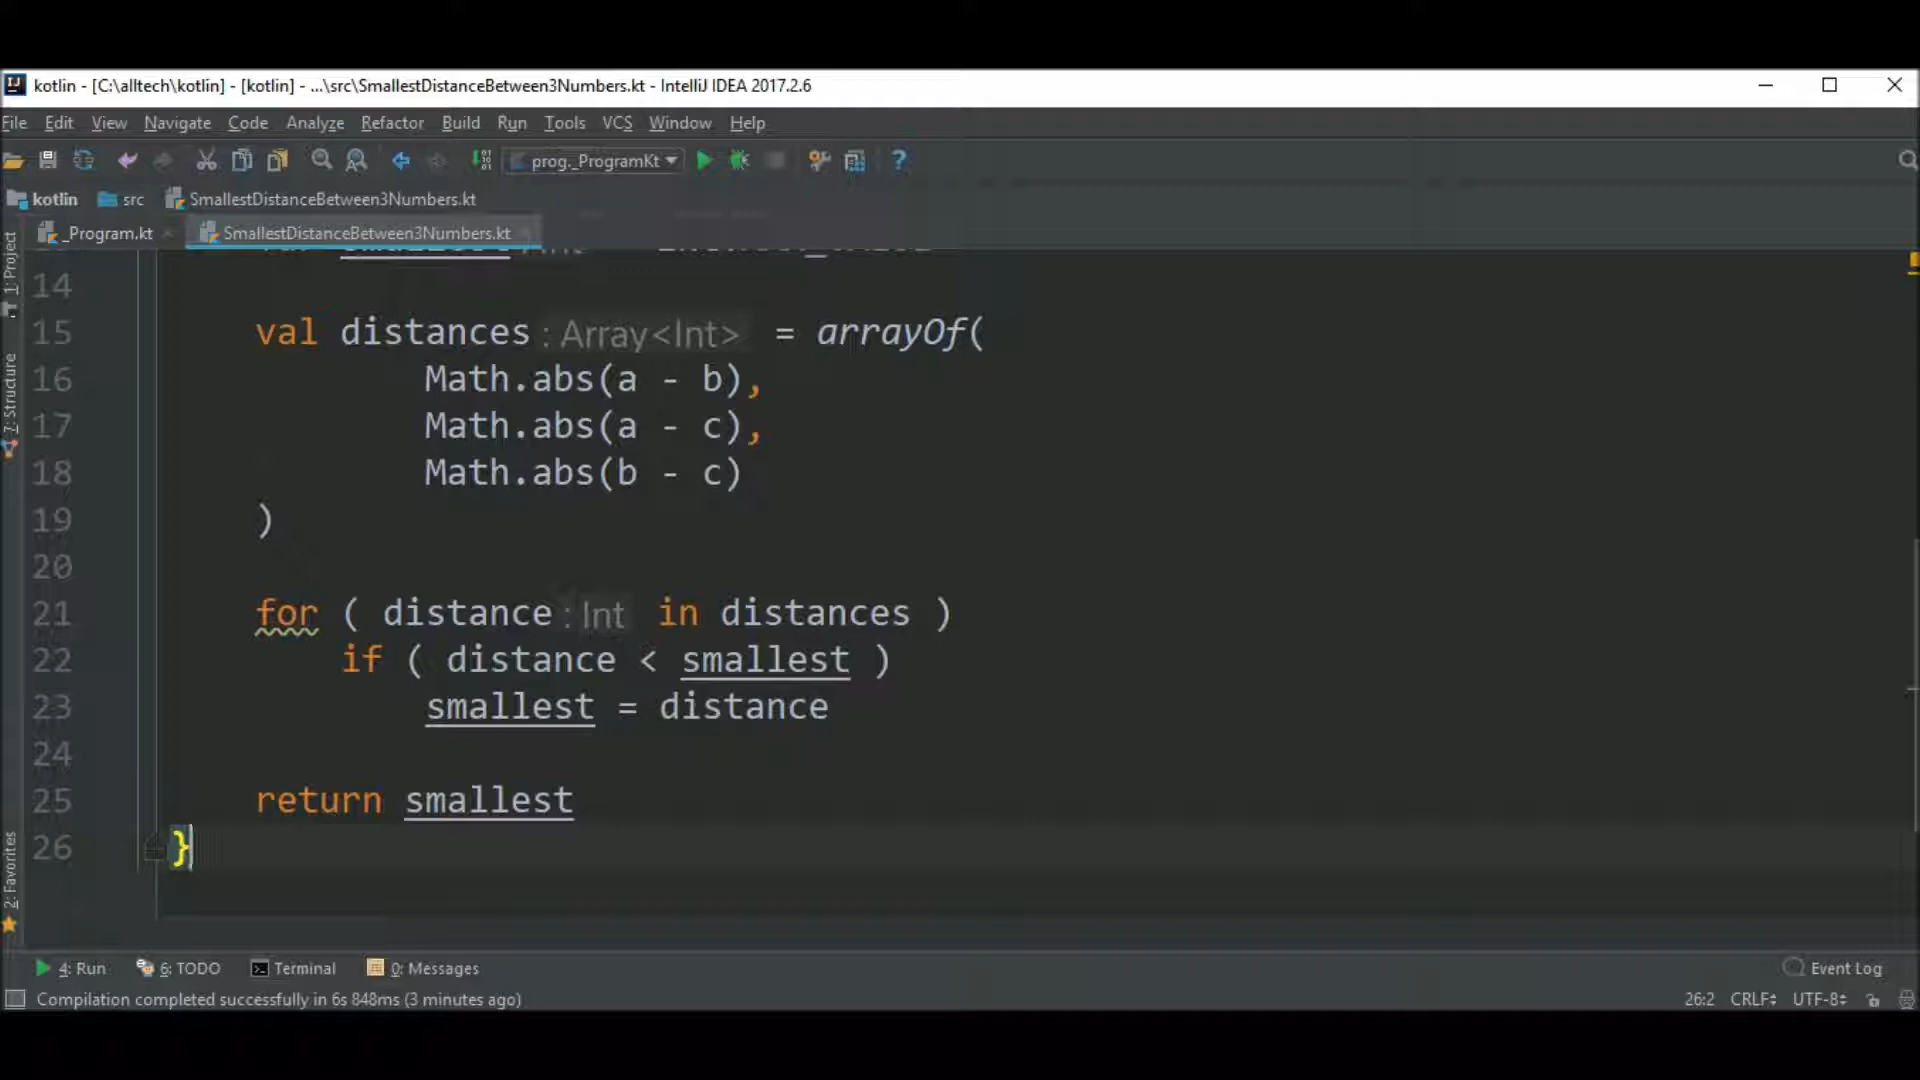 kotlin - [C:\alltech\kotlin] - [kotlin] - ...\src\SmallestDistanceBetween3Numbers.kt - IntelliJ IDEA 2017.2.6
File Edit View Navigate Code Analyze Refactor Build Run Tools VCS Window Help
prog._ProgramKt
kotlin src SmallestDistanceBetween3Numbers.kt
_Program.kt SmallestDistanceBetween3Numbers.kt
1: Project
7: Structure
2: Favorites
14
15 val distances : Array<Int> = arrayOf(
16 Math.abs(a - b),
17 Math.abs(a - c),
18 Math.abs(b - c)
19 )
20
21 for ( distance : Int in distances )
22 if ( distance < smallest )
23 smallest = distance
24
25 return smallest
26 }
4: Run 6: TODO Terminal 0: Messages Event Log
Compilation completed successfully in 6s 848ms (3 minutes ago) 26:2 CRLF UTF-8